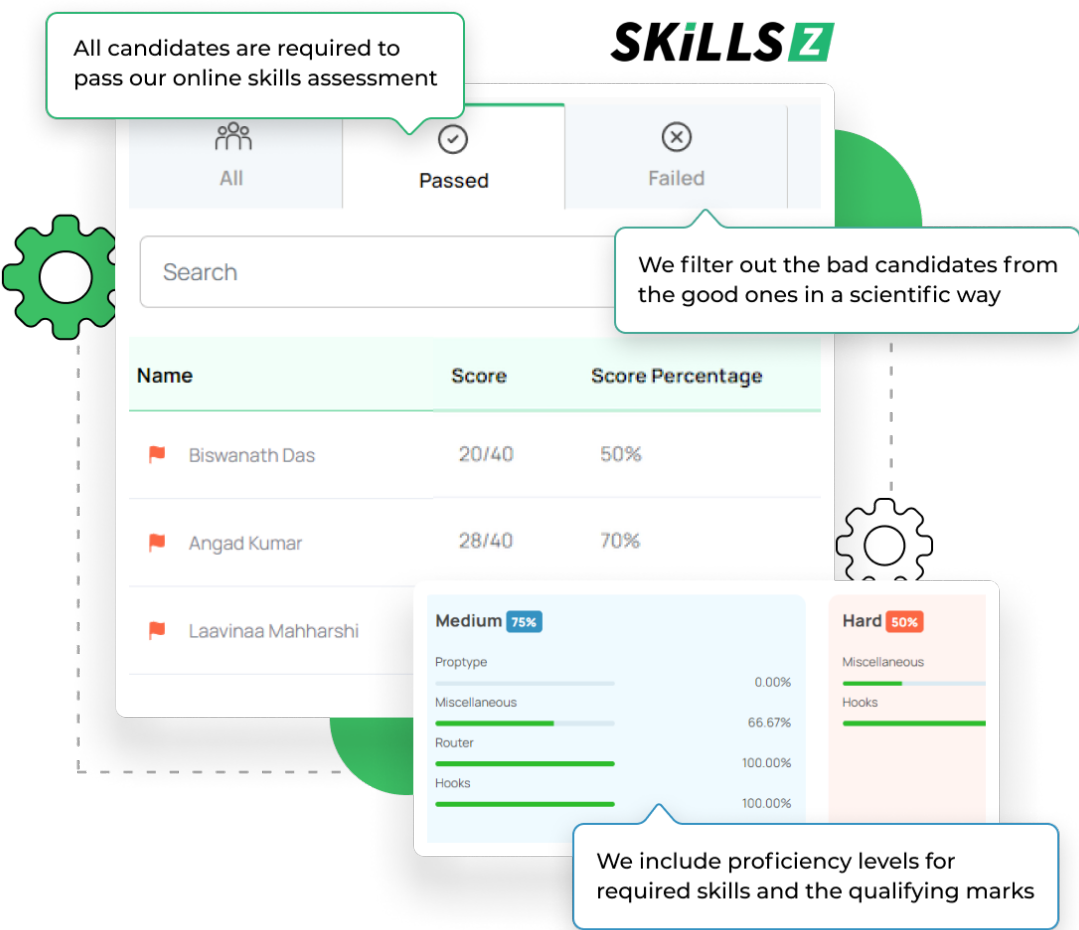 All candidates are required to
pass our online skills assessment
SKiLLS Z
All
Passed
Failed
Search
We filter out the bad candidates from
the good ones in a scientific way
Name Score Score Percentage
Biswanath Das 20/40 50%
Angad Kumar 28/40 70%
Laavinaa Mahharshi
Medium 75%
Proptype
0.00%
Miscellaneous
66.67%
Router
100.00%
Hooks
100.00%
Hard 50%
Miscellaneous
Hooks
We include proficiency levels for
required skills and the qualifying marks